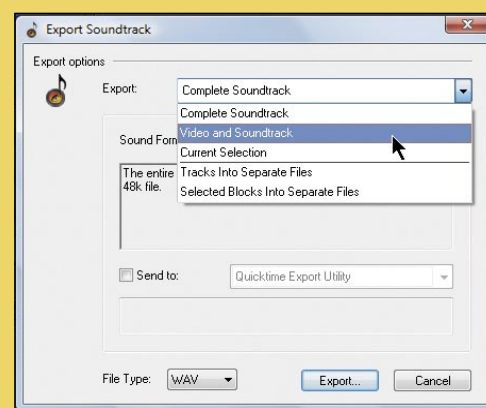 Export Soundtrack
Export options
Export:
Complete Soundtrack
Complete Soundtrack
Video and Soundtrack
Current Selection
Tracks Into Separate Files
Selected Blocks Into Separate Files
Sound Form
The entire
48k file.
Send to:
Quicktime Export Utility
File Type:
WAV
Export...
Cancel